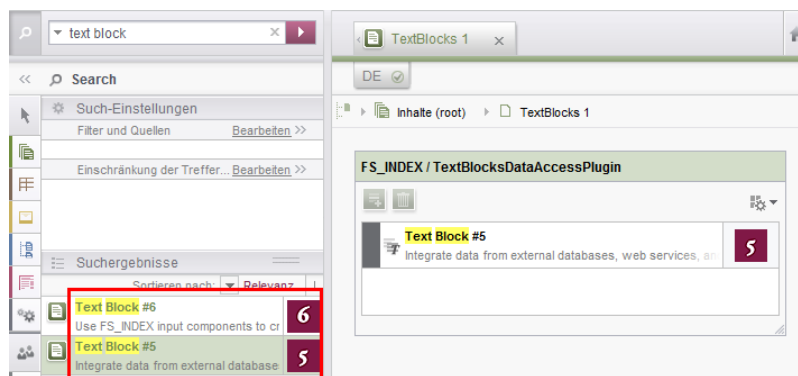 text block
Search
Such-Einstellungen
Filter und Quellen Bearbeiten >>
Einschränkung der Treffer... Bearbeiten >>
Suchergebnisse
Sortieren nach: Relevanz
Text Block #6
Use FS_INDEX input components to cr
6
Text Block #5
Integrate data from external database
5
TextBlocks 1
DE
Inhalte (root) TextBlocks 1
FS_INDEX / TextBlocksDataAccessPlugin
Text Block #5
Integrate data from external databases, web services, an
5